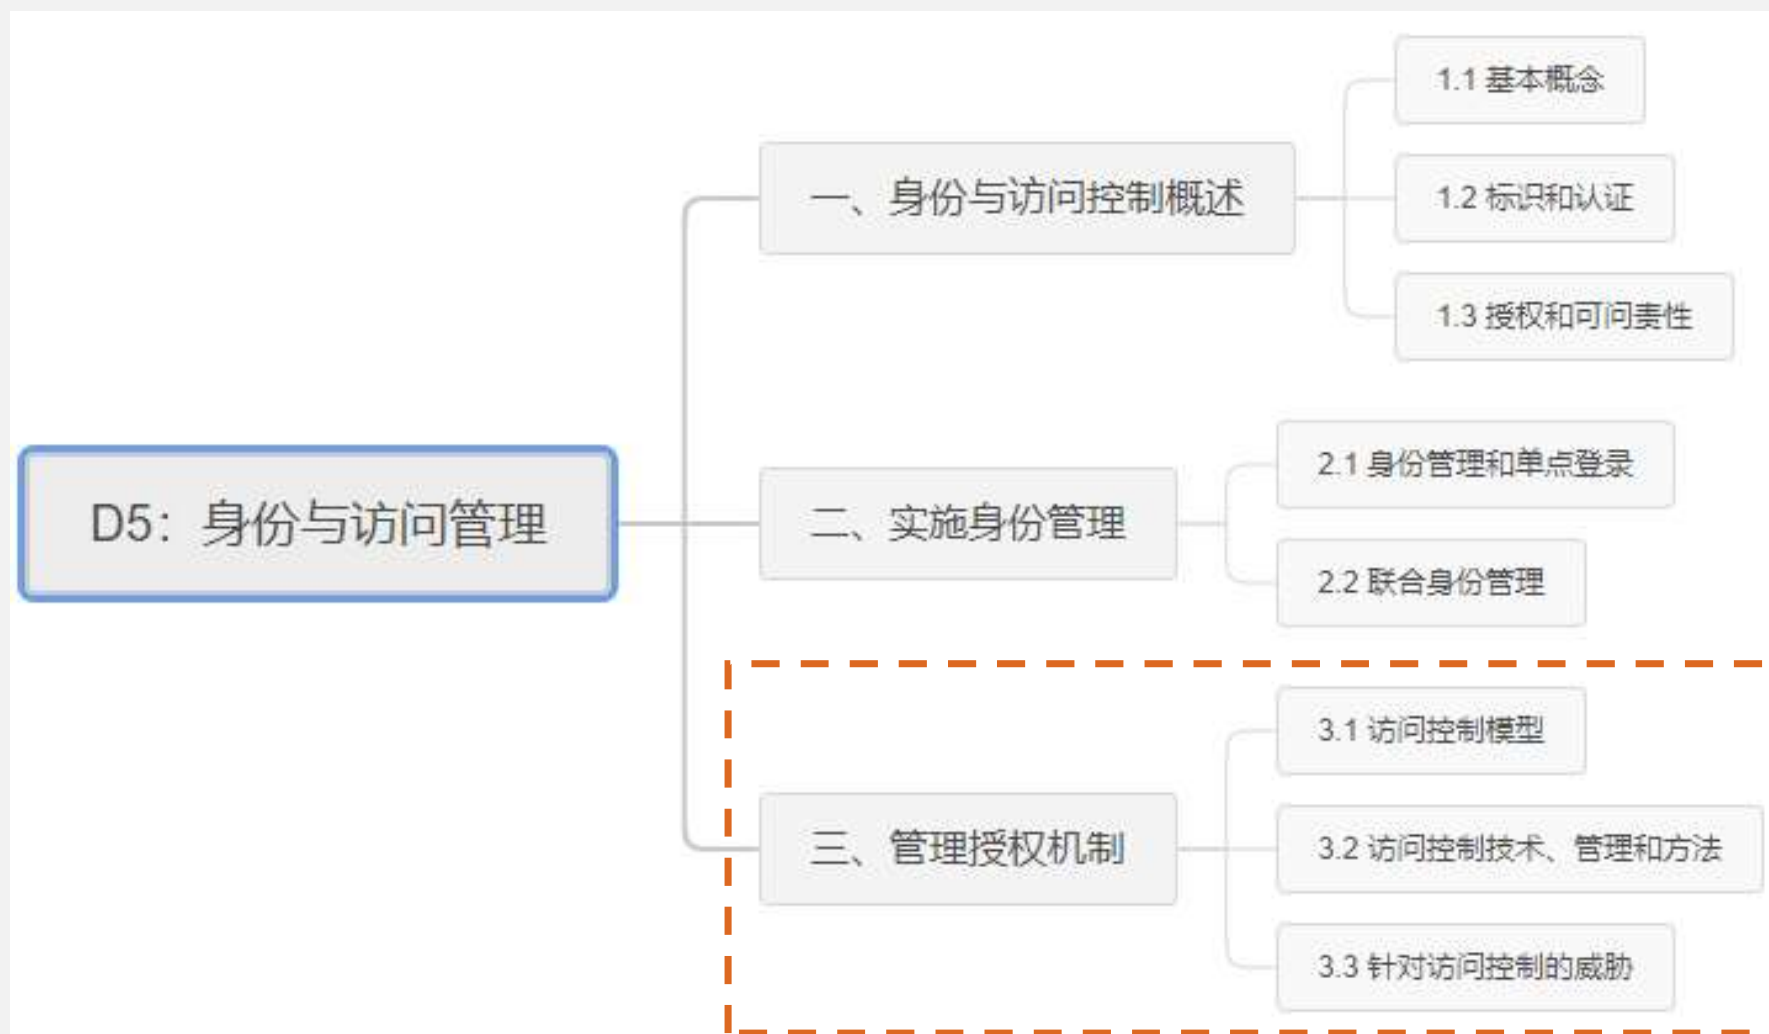 D5：身份与访问管理
一、身份与访问控制概述
1.1 基本概念
1.2 标识和认证
1.3 授权和可问责性
二、实施身份管理
2.1 身份管理和单点登录
2.2 联合身份管理
三、管理授权机制
3.1 访问控制模型
3.2 访问控制技术、管理和方法
3.3 针对访问控制的威胁